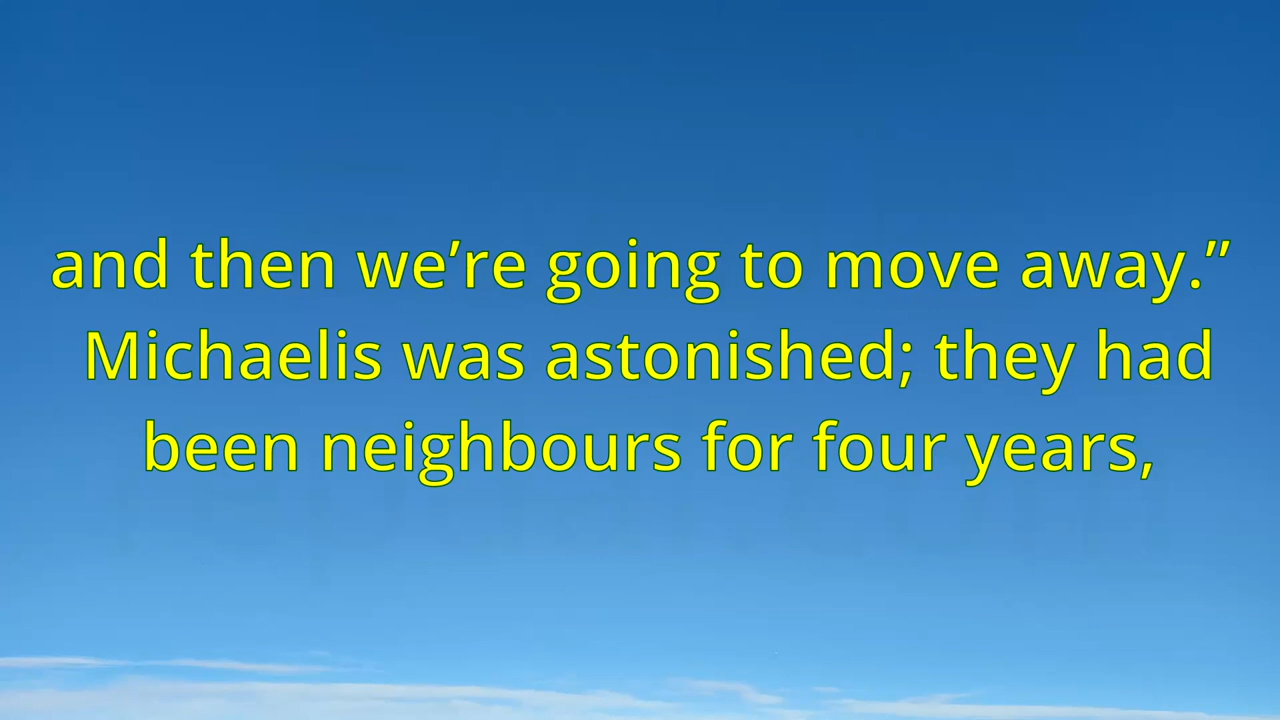 and then we’re going to move away.”
Michaelis was astonished; they had
been neighbours for four years,